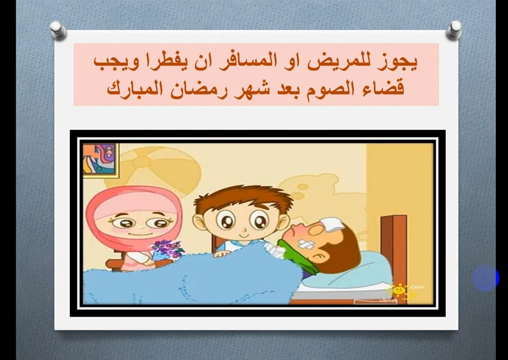 يجوز للمريض او المسافر ان يفطرا ويجب
قضاء الصوم بعد شهر رمضان المبارك